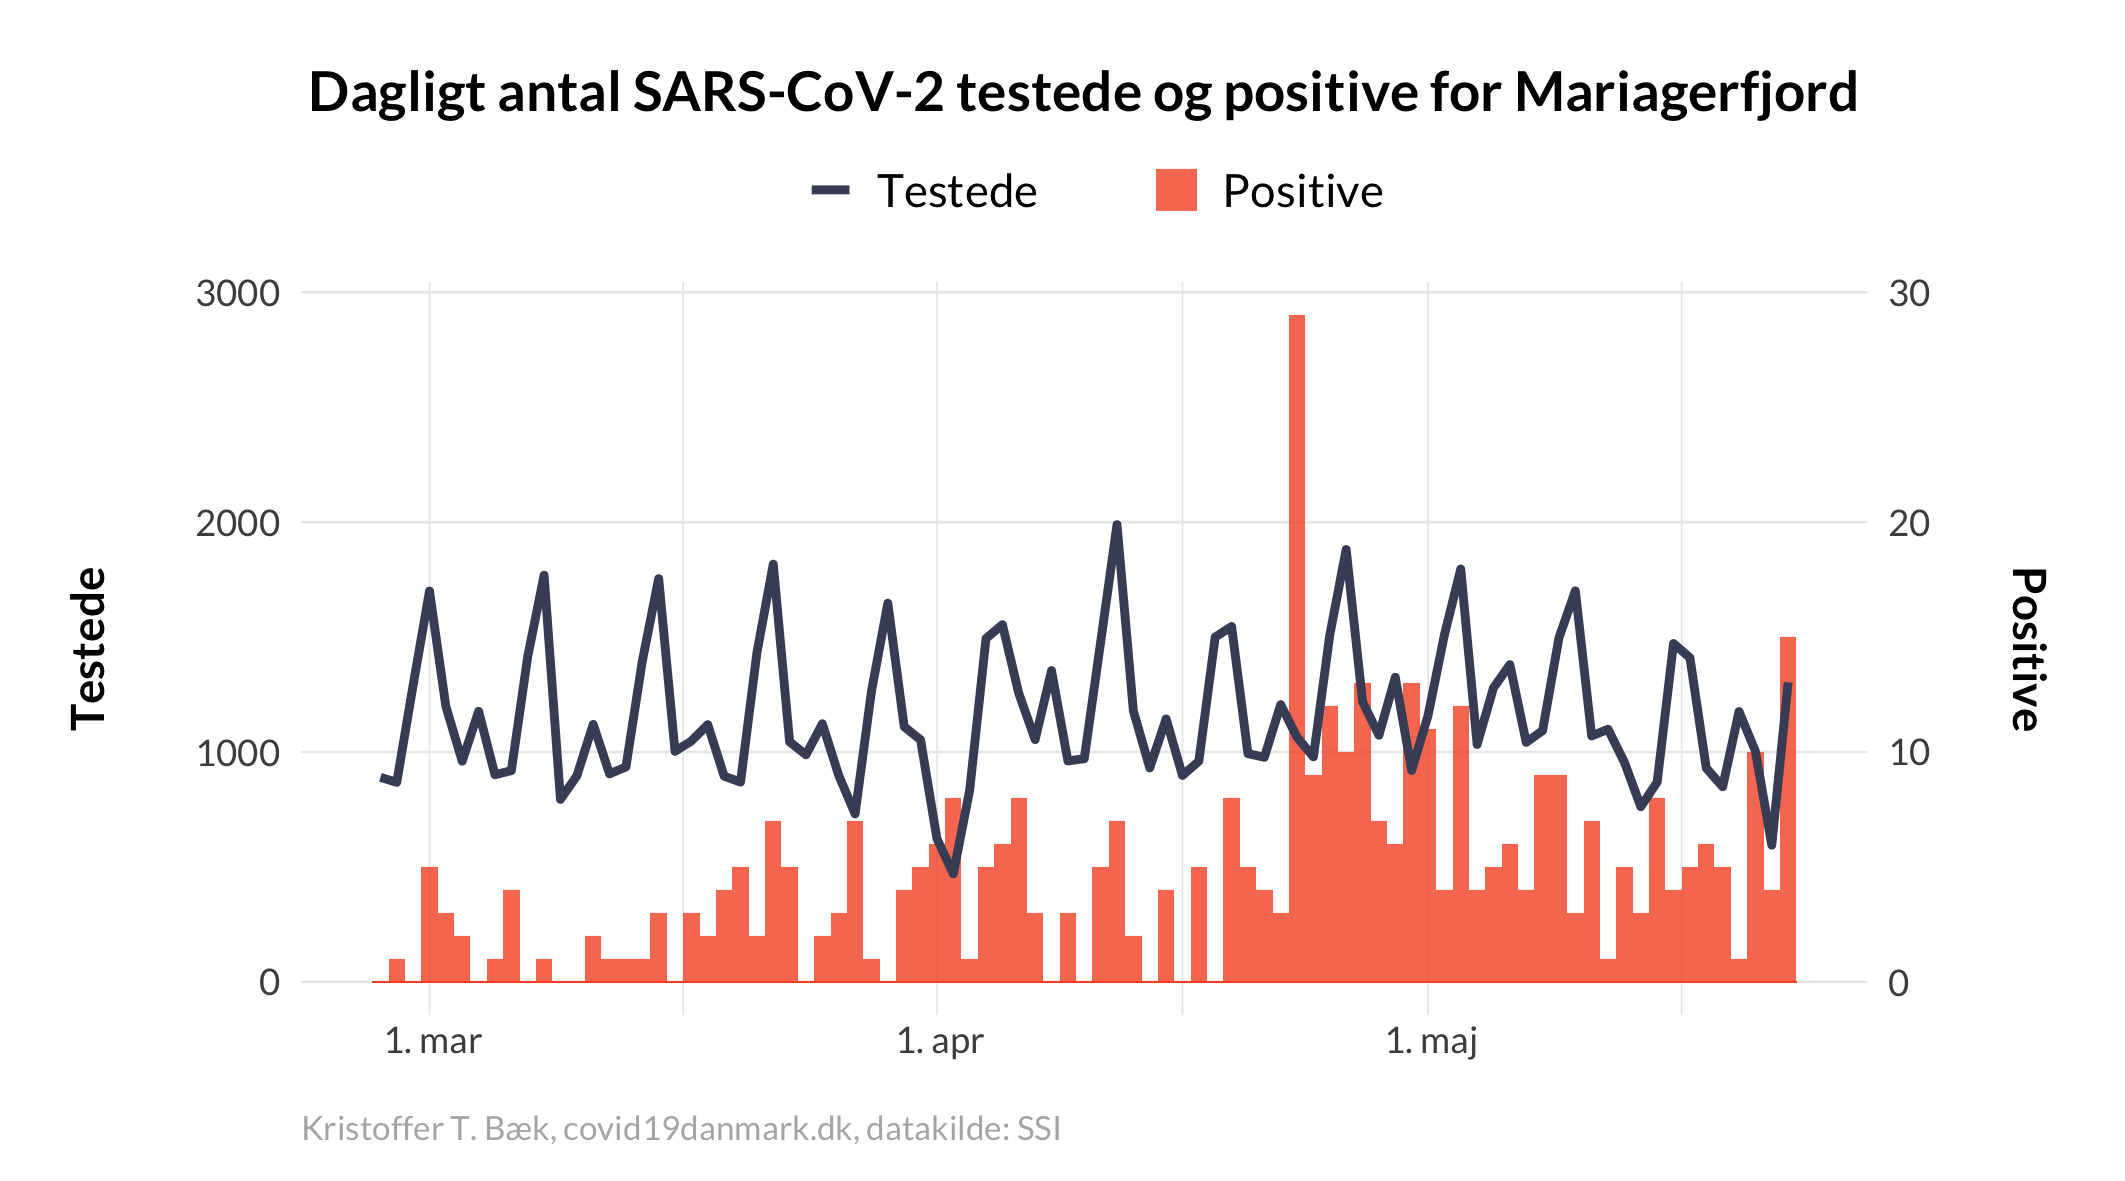 Dagligt antal SARS-CoV-2 testede og positive for Mariagerfjord
Testede
Positive
3000
2000
1000
0
30
20
10
0
Testede
Positive
1. mar
1. apr
1. maj
Kristoffer T. Bæk, covid19danmark.dk, datakilde: SSI